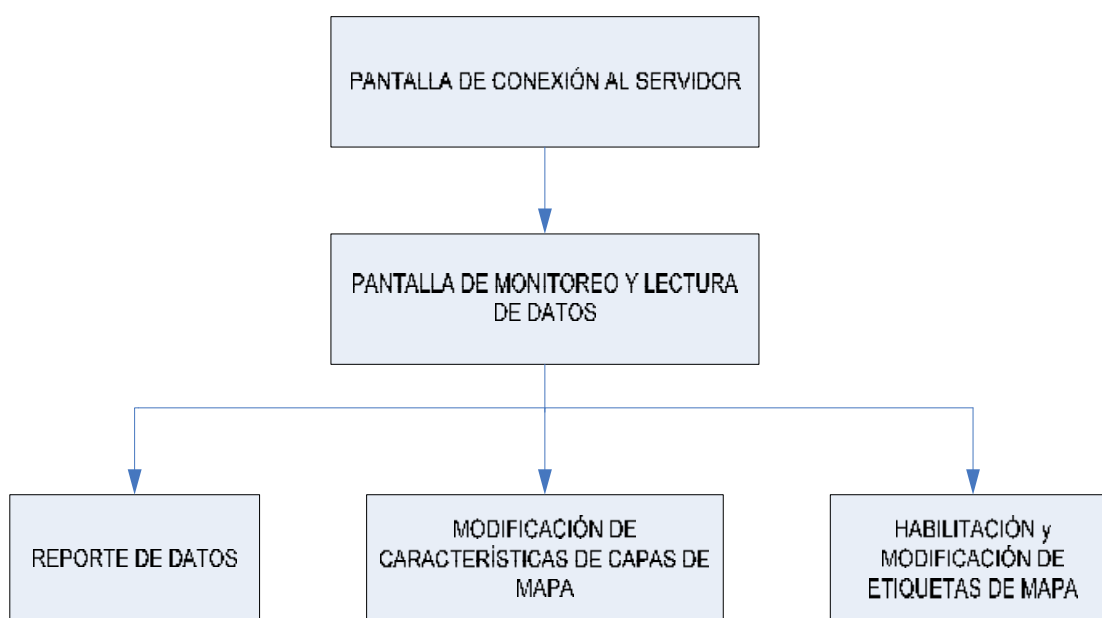 PANTALLA DE CONEXIÓN AL SERVIDOR
PANTALLA DE MONITOREO Y LECTURA
DE DATOS
REPORTE DE DATOS
MODIFICACIÓN DE
CARACTERÍSTICAS DE CAPAS DE
MAPA
HABILITACIÓN y
MODIFICACIÓN DE
ETIQUETAS DE MAPA